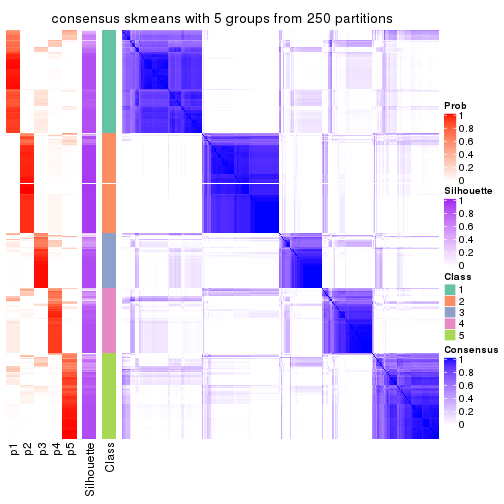 consensus skmeans with 5 groups from 250 partitions
Prob
1
0.8
0.6
0.4
0.2
0
Silhouette
1
0.8
0.6
0.4
0.2
0
Class
1
2
3
4
5
Consensus
1
0.8
0.6
0.4
0.2
0
p1
p2
p3
p4
p5
Silhouette
Class